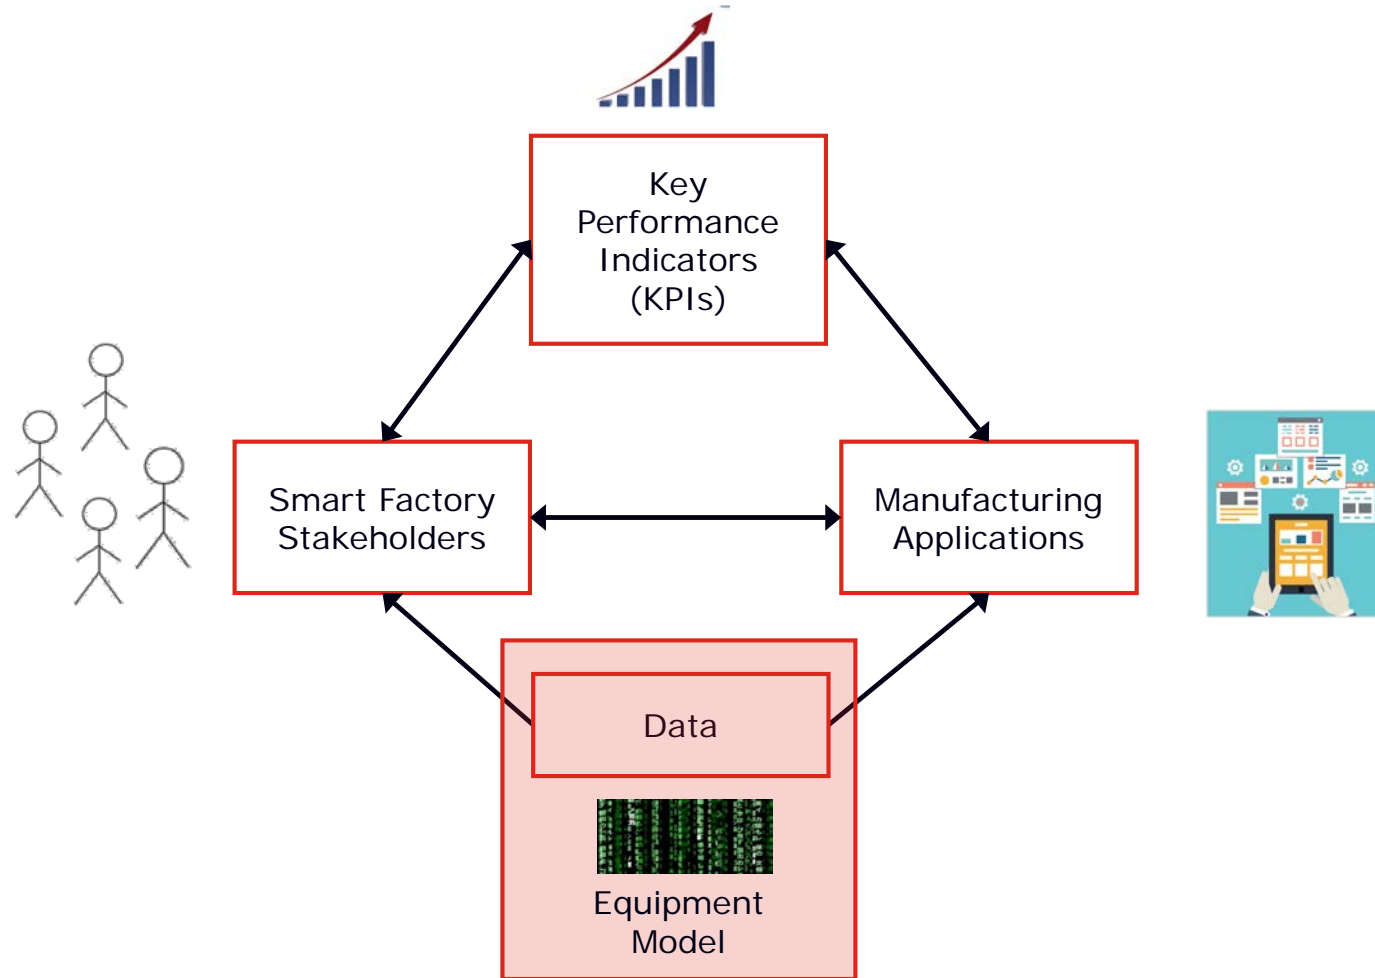 Key
Performance
Indicators
(KPIs)
Smart Factory
Stakeholders
Manufacturing
Applications
Data
Equipment
Model